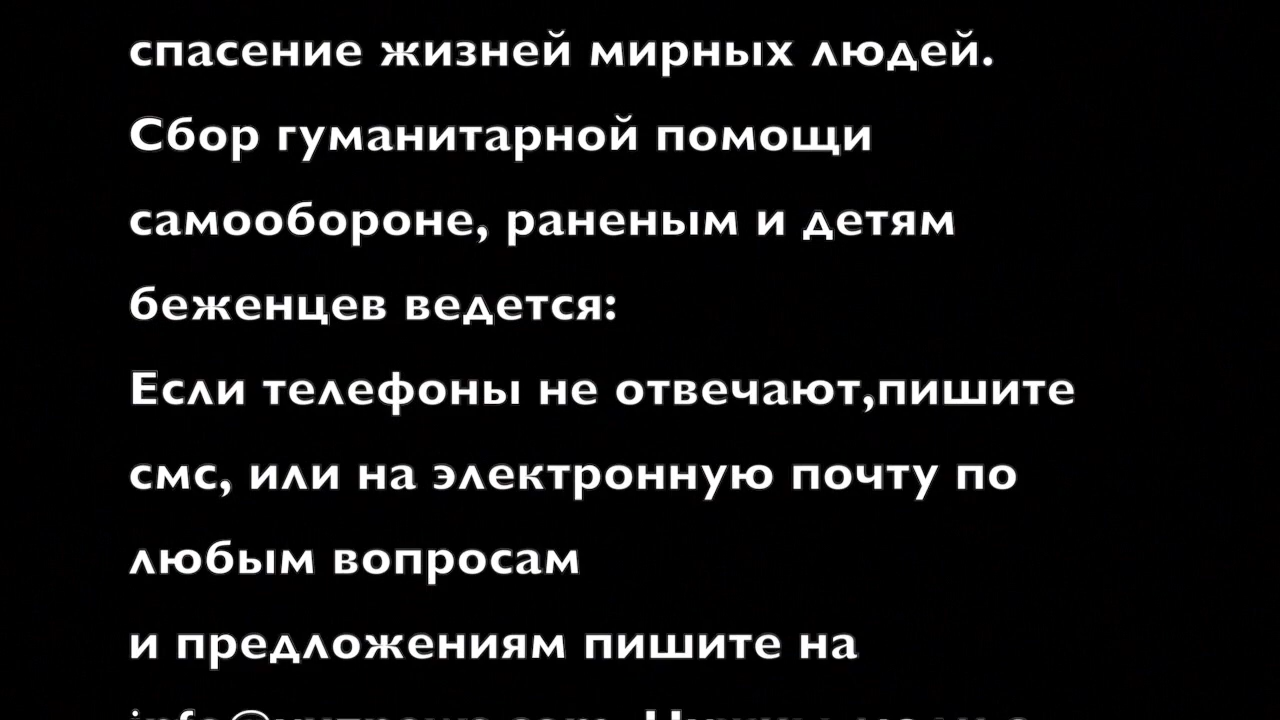 спасение жизней мирных людей.
Сбор гуманитарной помощи
самообороне, раненым и детям
беженцев ведется:
Если телефоны не отвечают,пишите
смс, или на электронную почту по
любым вопросам
и предложениям пишите на